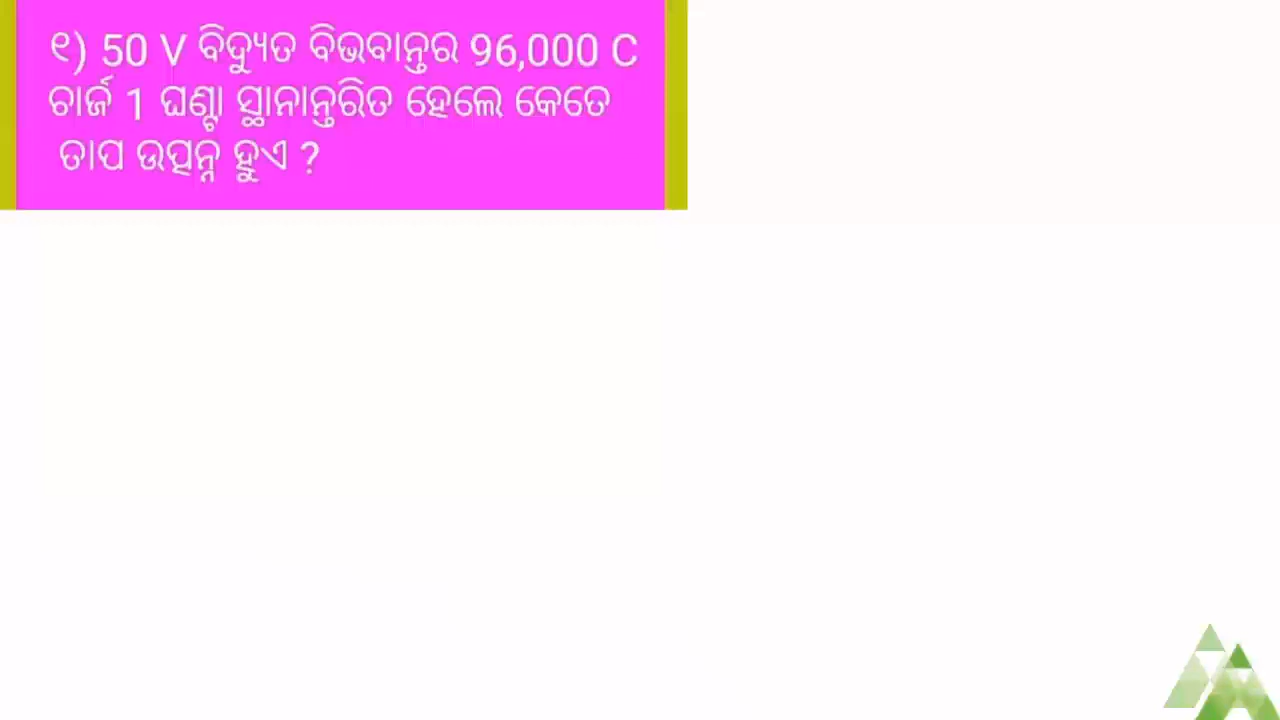 ୧) 50 V ବିଦ୍ୟୁତ ବିଭବାନ୍ତର 96,000 C
ଚାର୍ଜ 1 ଘଣ୍ଟା ସ୍ଥାନାନ୍ତରିତ ହେଲେ କେତେ
ତାପ ଉତ୍ପନ୍ନ ହୁଏ ?